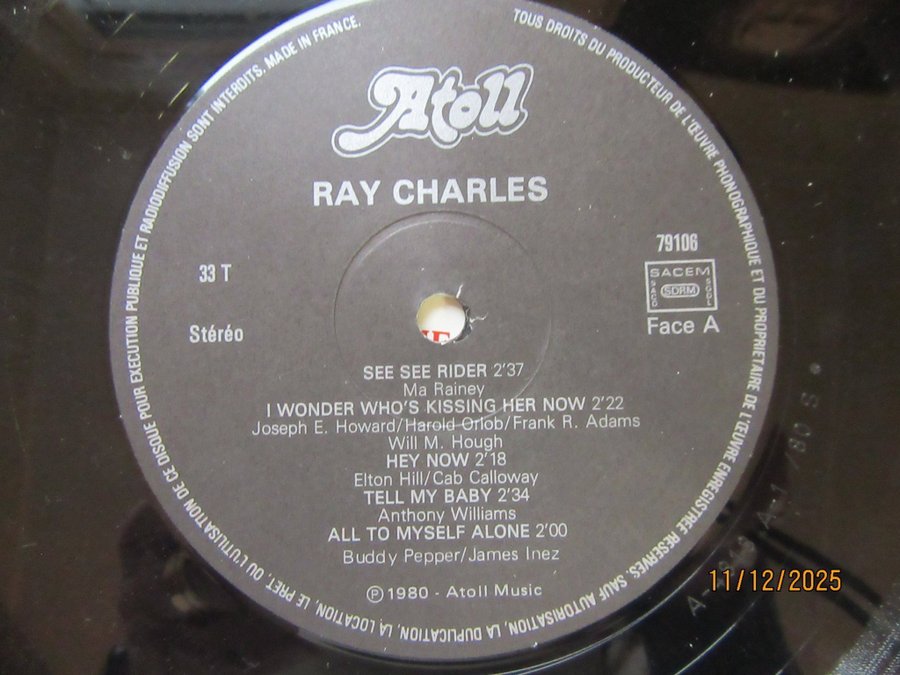 TOUS DROITS DU PRODUCTEUR DE L'ŒUVRE PHONOGRAPHIQUE ET DU PROPRIETAIRE DE L'ŒUVRE ENREGISTREE RESERVES. SAUF AUTORISATION, LA DUPLICATION, LA LOCATION, LE PRET, OU L'UTILISATION DE CE DISQUE POUR EXECUTION PUBLIQUE ET RADIODIFFUSION SONT INTERDITS. MADE IN FRANCE.
Atoll
RAY CHARLES
79106
33 T
SACEM
SACD SDRM SGDL
Stéréo
Face A
SEE SEE RIDER 2'37
Ma Rainey
I WONDER WHO'S KISSING HER NOW 2'22
Joseph E. Howard/Harold Orlob/Frank R. Adams
Will M. Hough
HEY NOW 2'18
Elton Hill/Cab Calloway
TELL MY BABY 2'34
Anthony Williams
ALL TO MYSELF ALONE 2'00
Buddy Pepper/James Inez
℗ 1980 - Atoll Music
11/12/2025